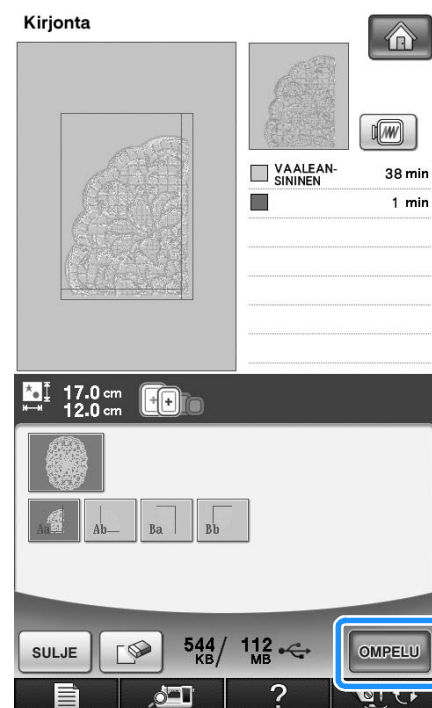 Kirjonta
VAALEAN-
SININEN
38 min
1 min
17.0 cm
12.0 cm
Aa
Ab
Ba
Bb
SULJE
544
KB/
112
MB
OMPELU
?